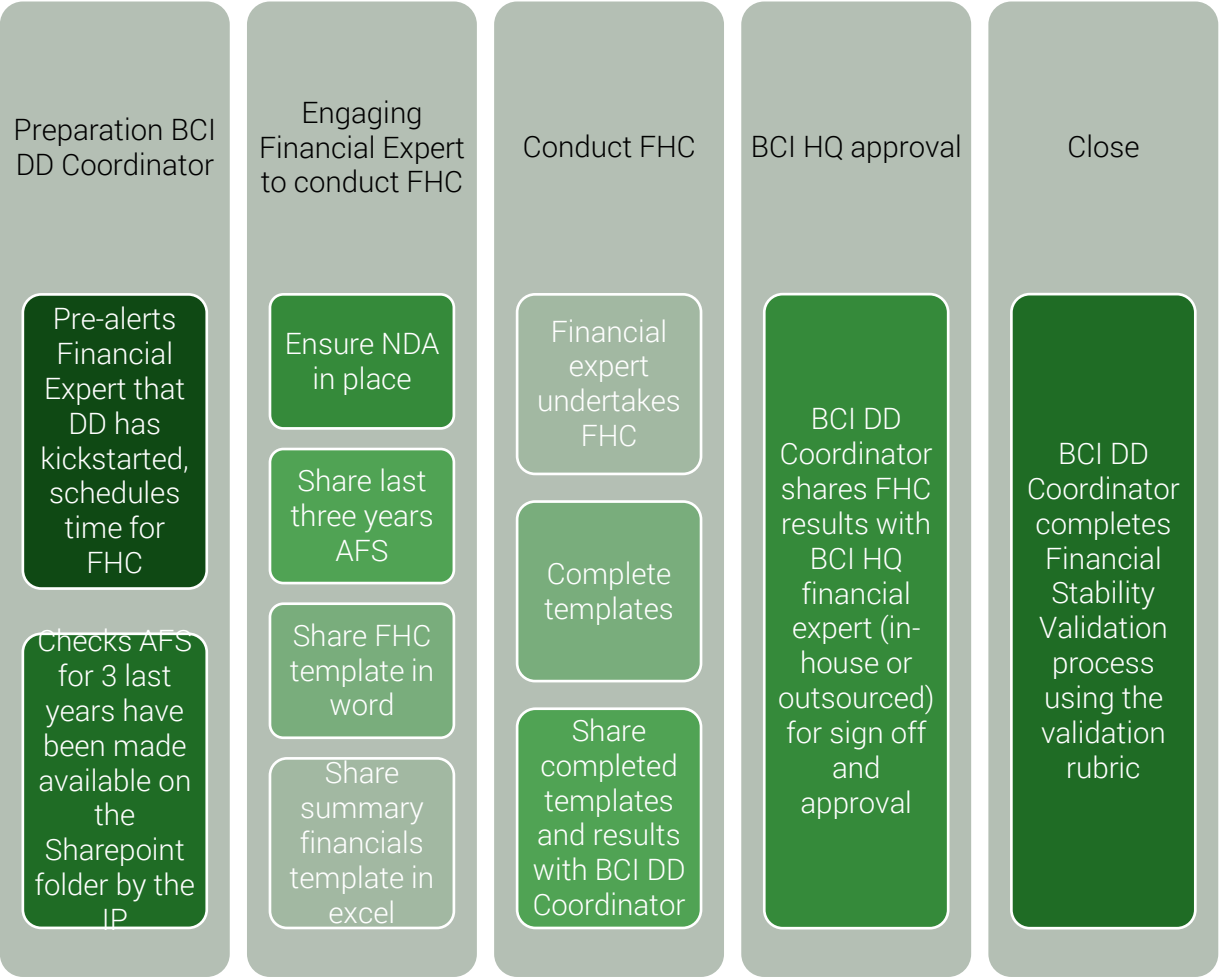 Preparation BCI
DD Coordinator
Pre-alerts
Financial
Expert that
DD has
kickstarted,
schedules
time for
FHC
Checks AFS
for 3 last
years have
been made
available on
the
Sharepoint
folder by the
IP
Engaging
Financial Expert
to conduct FHC
Ensure NDA
in place
Share last
three years
AFS
Share FHC
template in
word
Share
summary
financials
template in
excel
Conduct FHC
Financial
expert
undertakes
FHC
Complete
templates
Share
completed
templates
and results
with BCI DD
Coordinator
BCI HQ approval
BCI DD
Coordinator
shares FHC
results with
BCI HQ
financial
expert (in-
house or
outsourced)
for sign off
and
approval
Close
BCI DD
Coordinator
completes
Financial
Stability
Validation
process
using the
validation
rubric